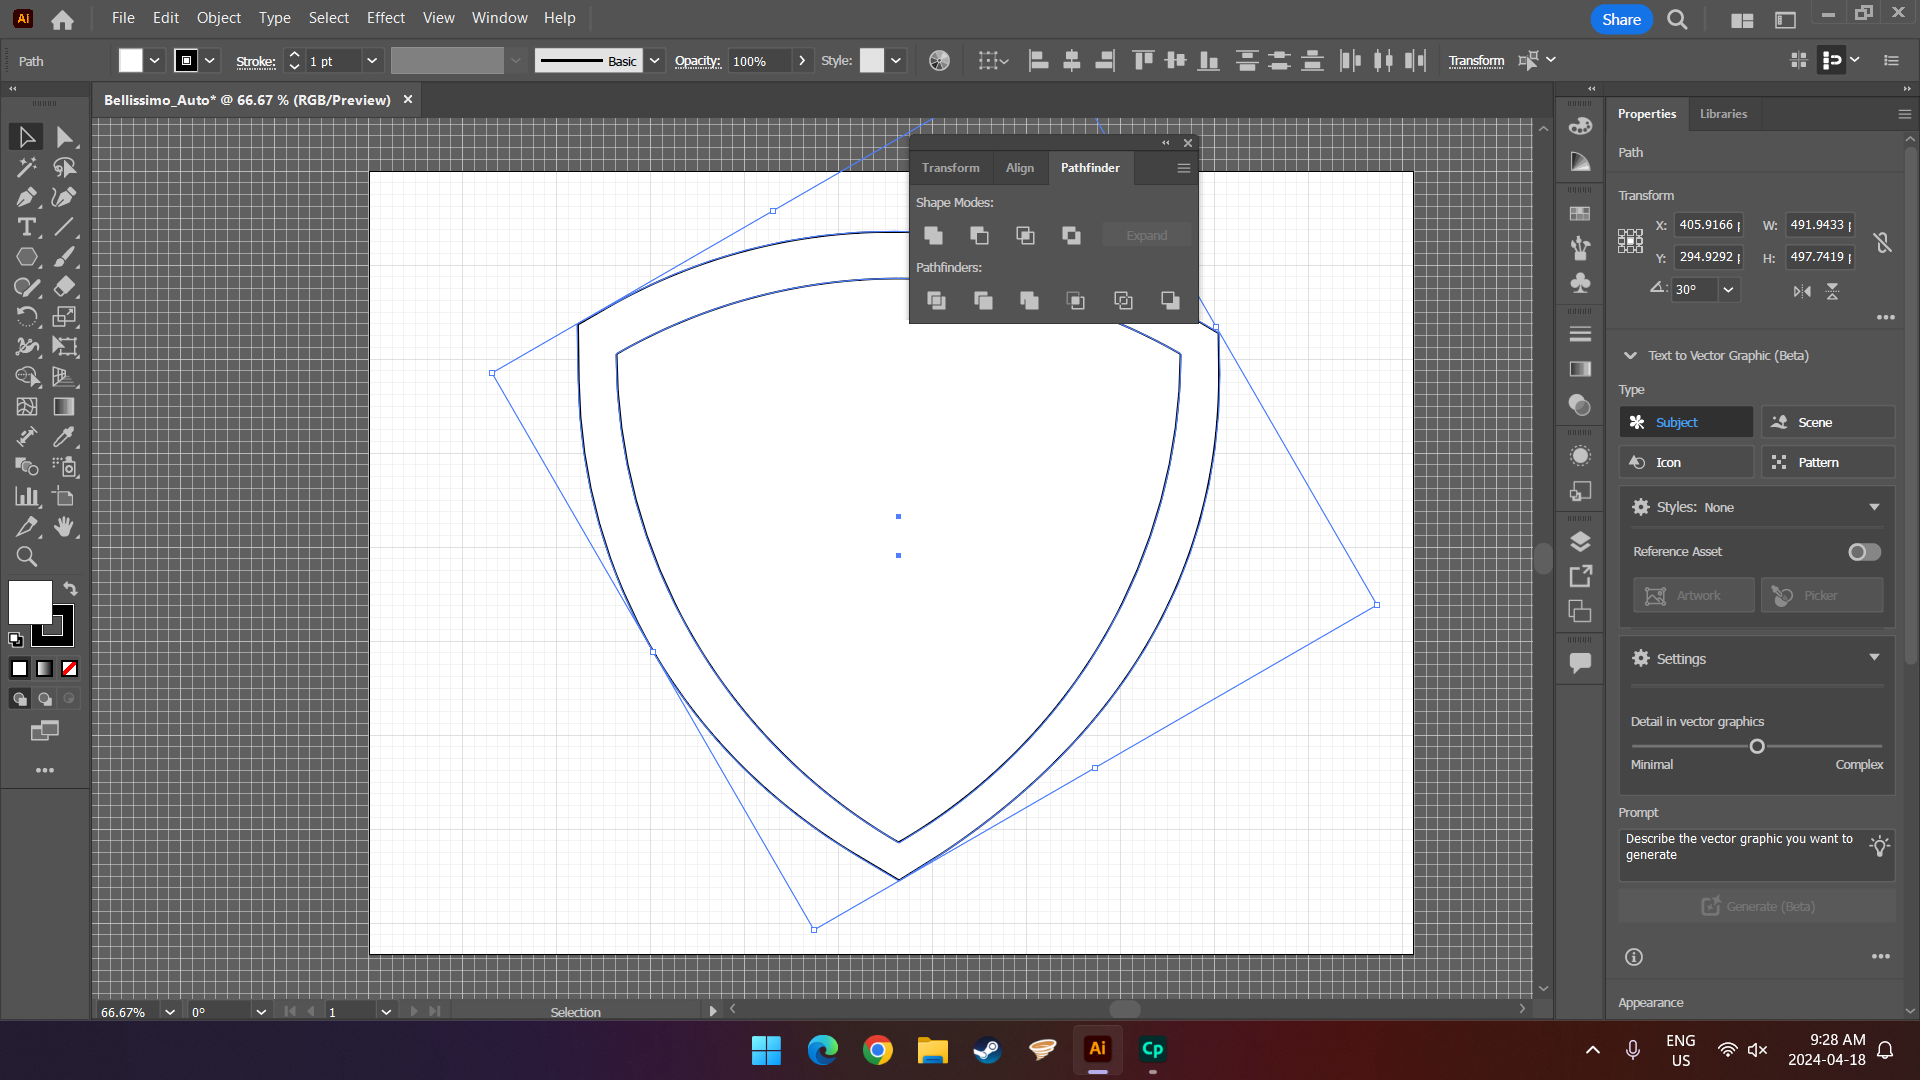 Ai
File Edit Object Type Select Effect View Window Help
Share
Path
Stroke:
1 pt
Basic
Opacity:
100%
Style:
Transform
Bellissimo_Auto* @ 66.67 % (RGB/Preview)
Transform Align Pathfinder
Shape Modes:
Expand
Pathfinders:
Properties Libraries
Path
Transform
X: 405.9166 p W: 491.9433 p
Y: 294.9292 p H: 497.7419 p
30°
Text to Vector Graphic (Beta)
Type
Subject Scene
Icon Pattern
Styles: None
Reference Asset
Artwork Picker
Settings
Detail in vector graphics
Minimal Complex
Prompt
Describe the vector graphic you want to
generate
Generate (Beta)
Appearance
66.67% 0° 1 Selection
Ai Cp
ENG
US
9:28 AM
2024-04-18